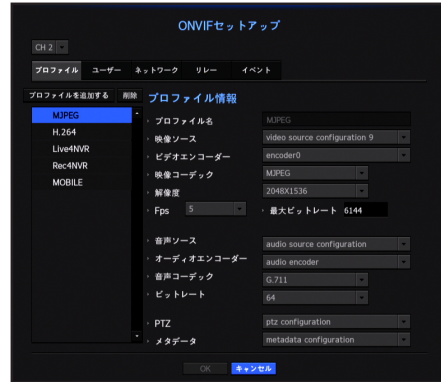 ONVIFセットアップ
CH 2
プロファイル ユーザー ネットワーク リレー イベント
プロファイルを追加する 削除 プロファイル情報
MJPEG
H.264
Live4NVR
Rec4NVR
MOBILE
プロファイル名 MJPEG
映像ソース video source configuration 9
ビデオエンコーダー encoder0
映像コーデック MJPEG
解像度 2048X1536
Fps 5 最大ビットレート 6144
音声ソース audio source configuration
オーディオエンコーダー audio encoder
音声コーデック G.711
ビットレート 64
PTZ ptz configuration
メタデータ metadata configuration
OK キャンセル